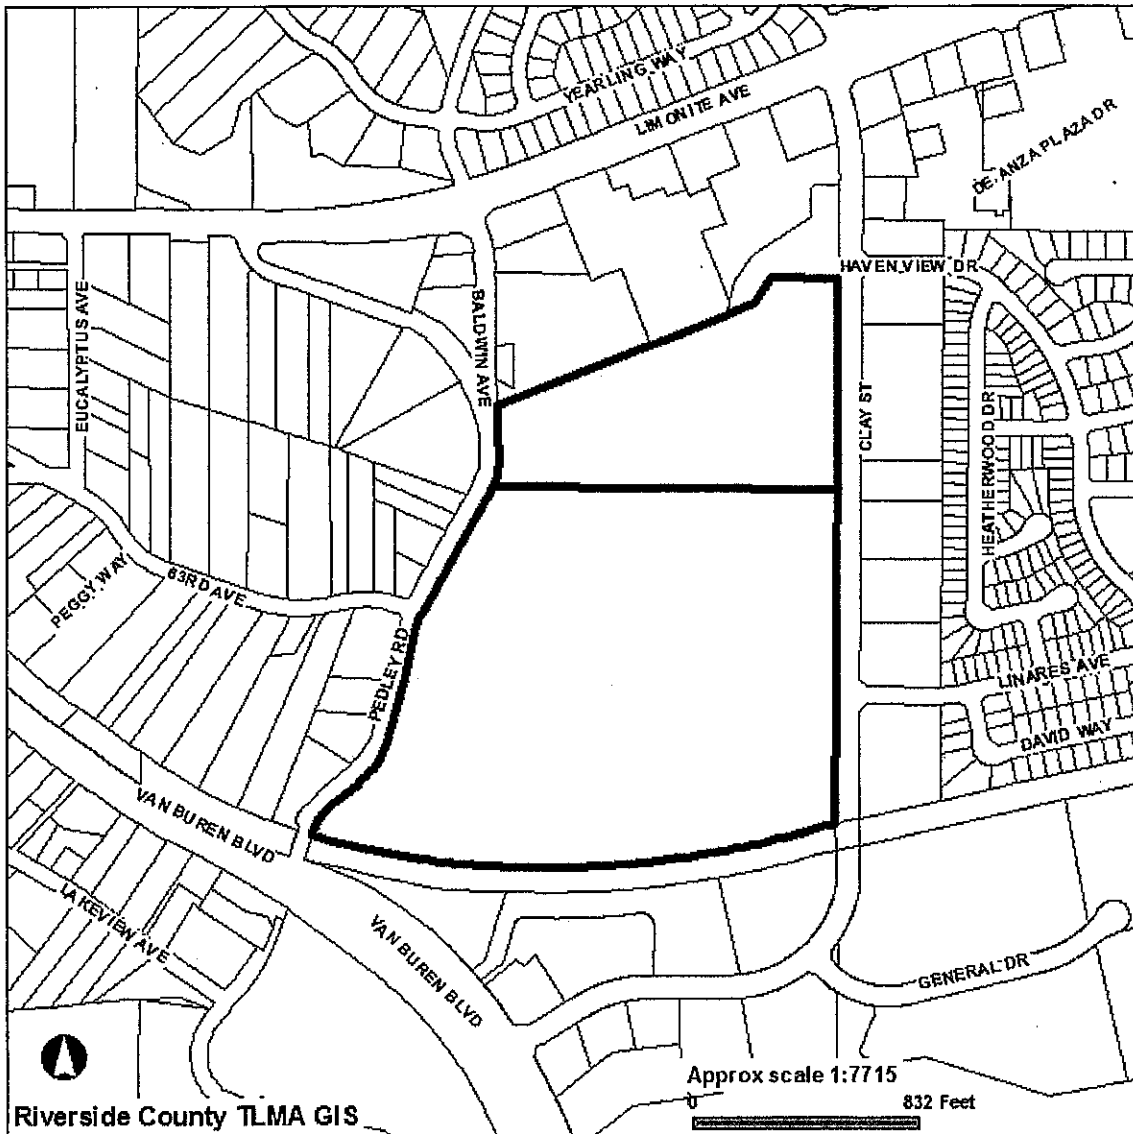 YEARLING WAY
LIMONITE AVE
DE ANZA PLAZA DR
HAVEN VIEW DR
EUCALYPTUS AVE
BALDWIN AVE
CLAY ST
HEATHERWOOD DR
PEGGY WAY
63RD AVE
PEDLEY RD
LINARES AVE
DAVID WAY
VAN BUREN BLVD
LAKEVIEW AVE
VAN BUREN BLVD
GENERAL DR
Approx scale 1:7715
0 832 Feet
Riverside County TLMA GIS